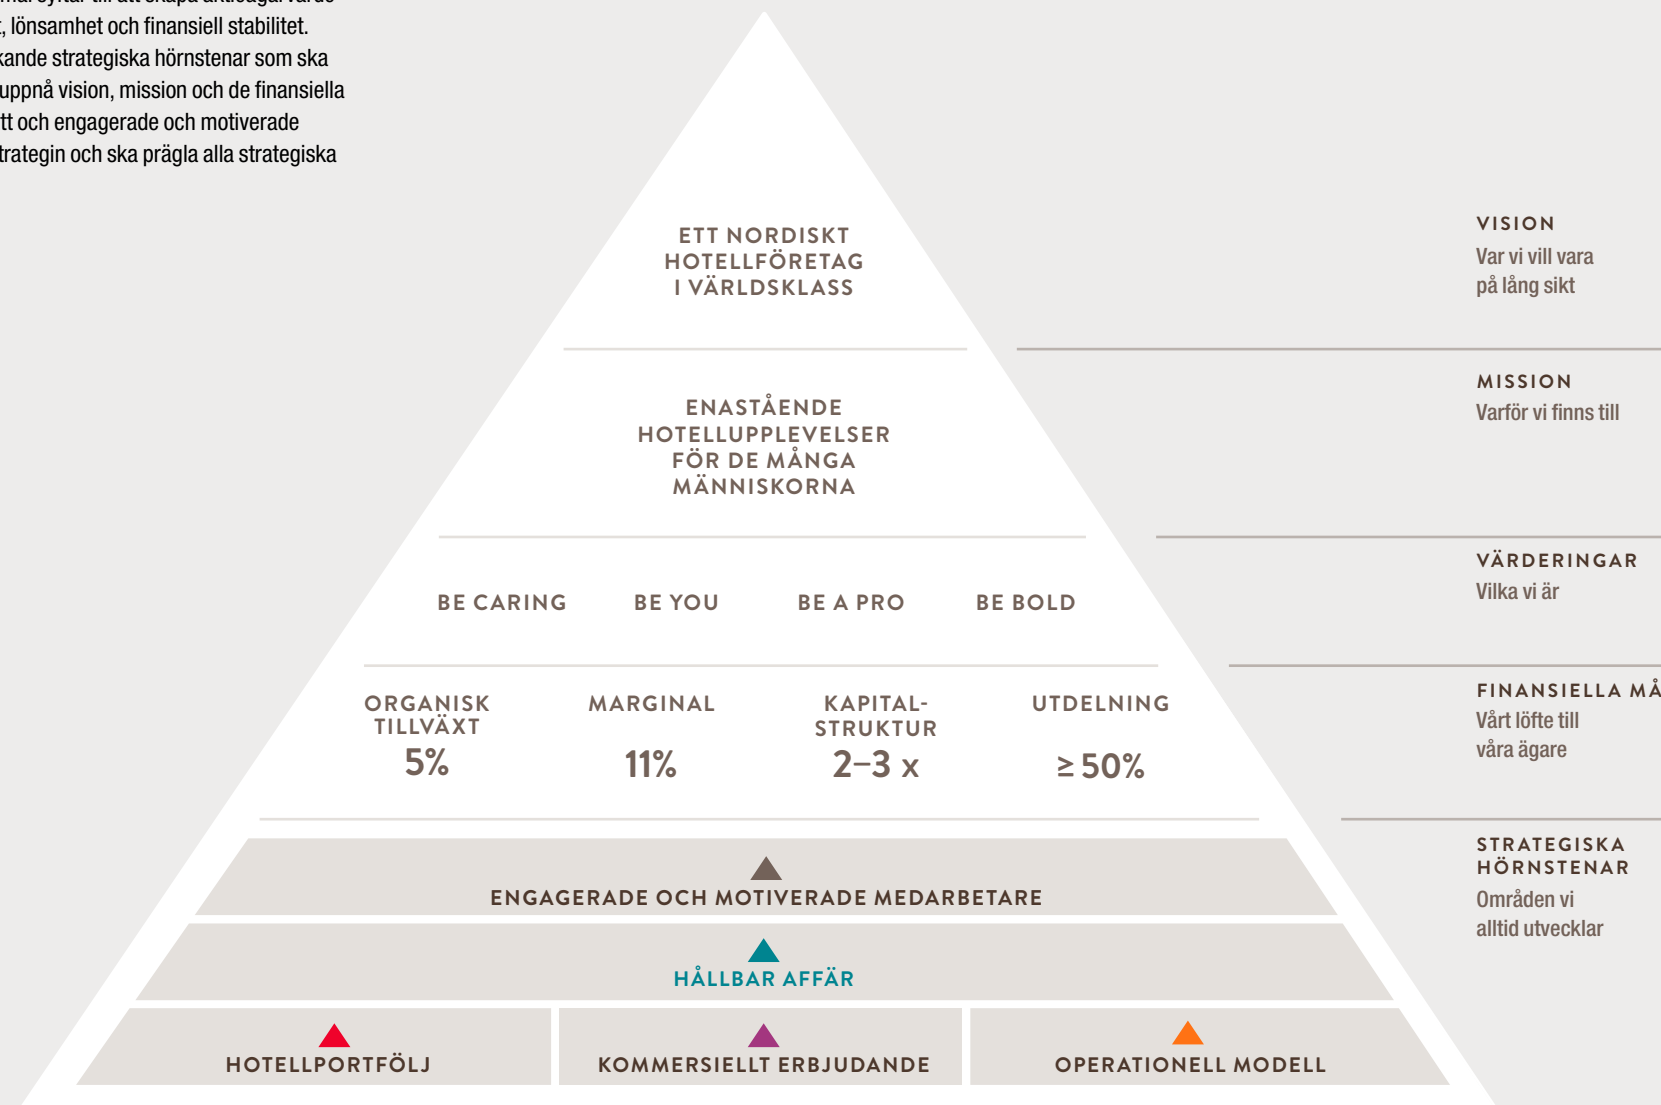 , lönsamhet och finansiell stabilitet.
kande strategiska hörnstenar som ska
uppnå vision, mission och de finansiella
tt och engagerade och motiverade
trategin och ska prägla alla strategiska
ETT NORDISKT
HOTELLFÖRETAG
I VÄRLDSKLASS
VISION
Var vi vill vara
på lång sikt
ENASTÅENDE
HOTELLUPPLEVELSER
FÖR DE MÅNGA
MÄNNISKORNA
MISSION
Varför vi finns till
BE CARING BE YOU BE A PRO BE BOLD
VÄRDERINGAR
Vilka vi är
ORGANISK
TILLVÄXT
5%
MARGINAL
11%
KAPITAL-
STRUKTUR
2–3 x
UTDELNING
≥ 50%
FINANSIELLA MÅ
Vårt löfte till
våra ägare
ENGAGERADE OCH MOTIVERADE MEDARBETARE
HÅLLBAR AFFÄR
HOTELLPORTFÖLJ
KOMMERSIELLT ERBJUDANDE
OPERATIONELL MODELL
STRATEGISKA
HÖRNSTENAR
Områden vi
alltid utvecklar